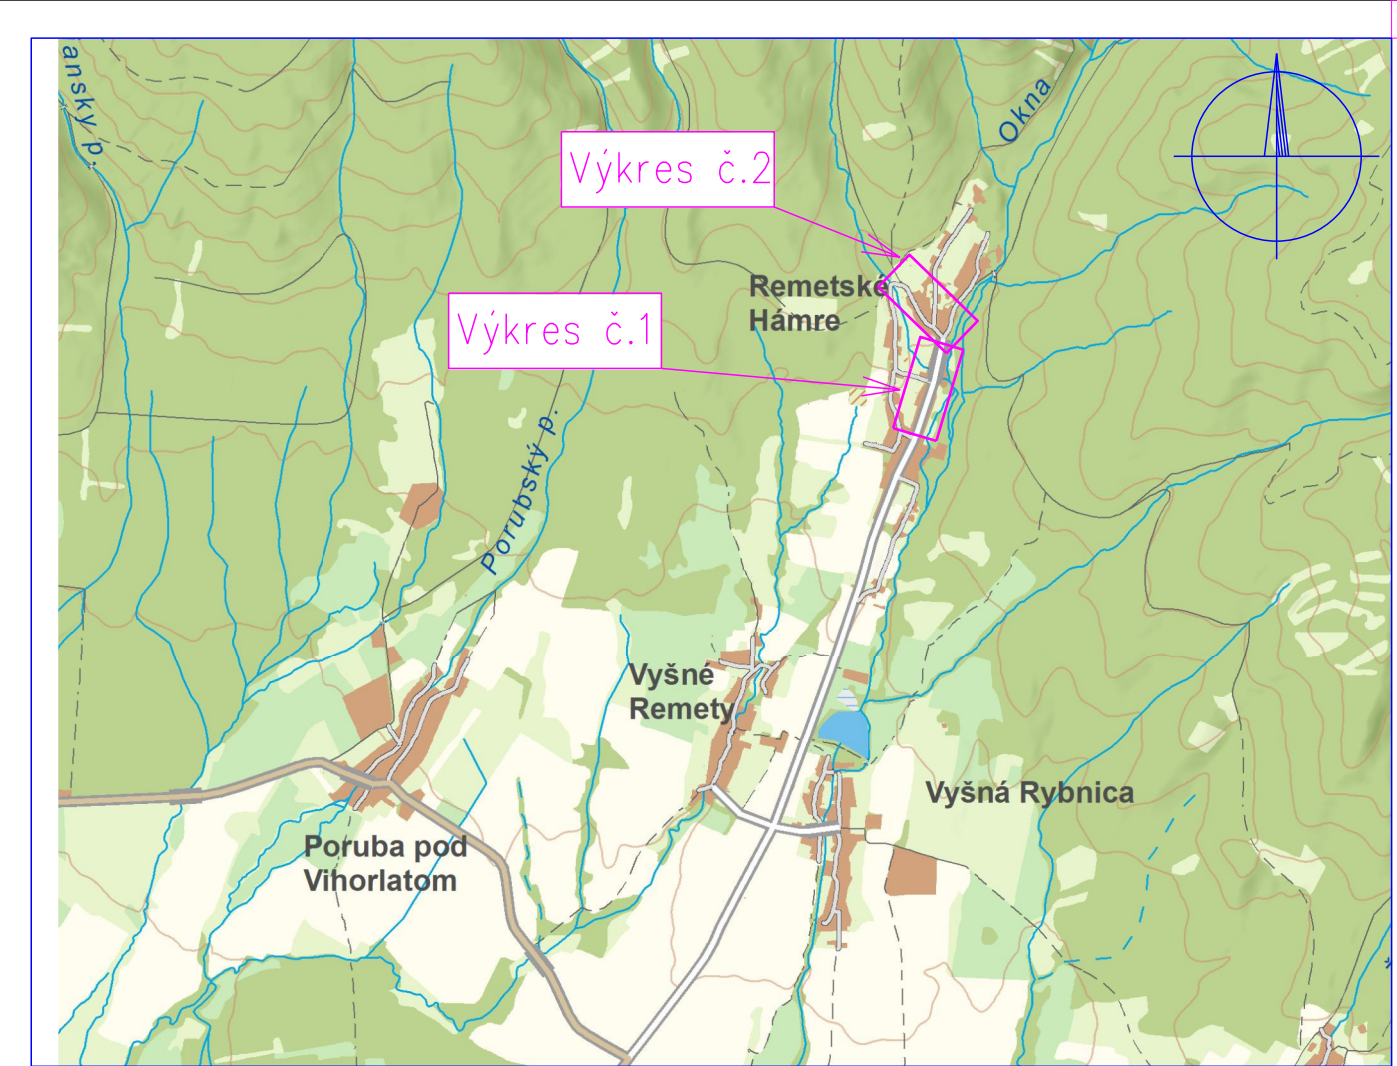 ansky p.
Okna
Výkres č.2
Remetské
Hámre
Výkres č.1
Porubský p.
Vyšné
Remety
Vyšná Rybnica
Poruba pod
Vihorlatom